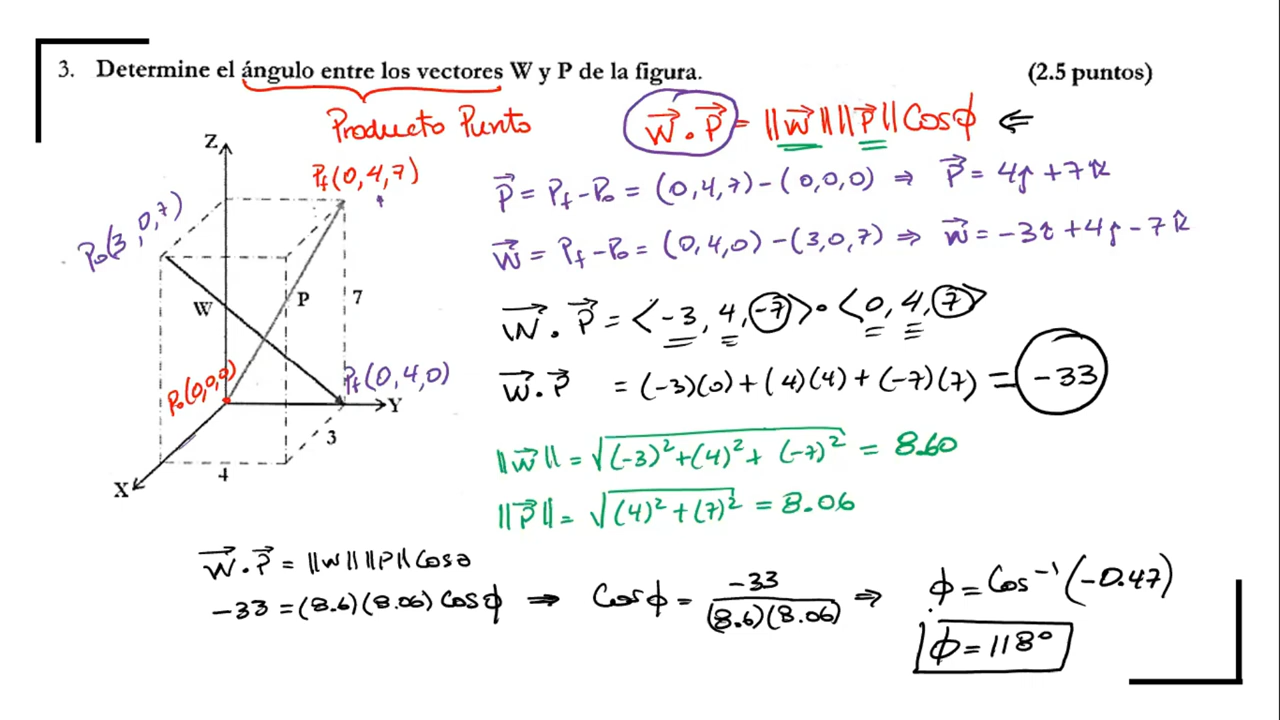 3. Determine el ángulo entre los vectores W y P de la figura. (2.5 puntos)
Producto Punto
W⃗ . P⃗ = ||W⃗|| ||P⃗|| Cosϕ ⇐
Z
Pf(0,4,7)
P0(3,0,7)
W
P
7
P0(0,0,0)
Pf(0,4,0)
Y
3
4
X
P⃗ = Pf - P0 = (0,4,7) - (0,0,0) ⇒ P⃗ = 4ĵ + 7k̂
W⃗ = Pf - P0 = (0,4,0) - (3,0,7) ⇒ W⃗ = -3î + 4ĵ - 7k̂
W⃗ . P⃗ = <-3, 4, -7> • <0, 4, 7>
W⃗ . P⃗ = (-3)(0) + (4)(4) + (-7)(7) = -33
||W⃗|| = √(-3)² + (4)² + (-7)² = 8.60
||P⃗|| = √(4)² + (7)² = 8.06
W⃗ . P⃗ = ||W|| ||P|| Cosθ
-33 = (8.6)(8.06) Cosϕ ⇒ Cosϕ = -33 / (8.6)(8.06) ⇒ ϕ = Cos⁻¹(-0.47)
ϕ = 118°